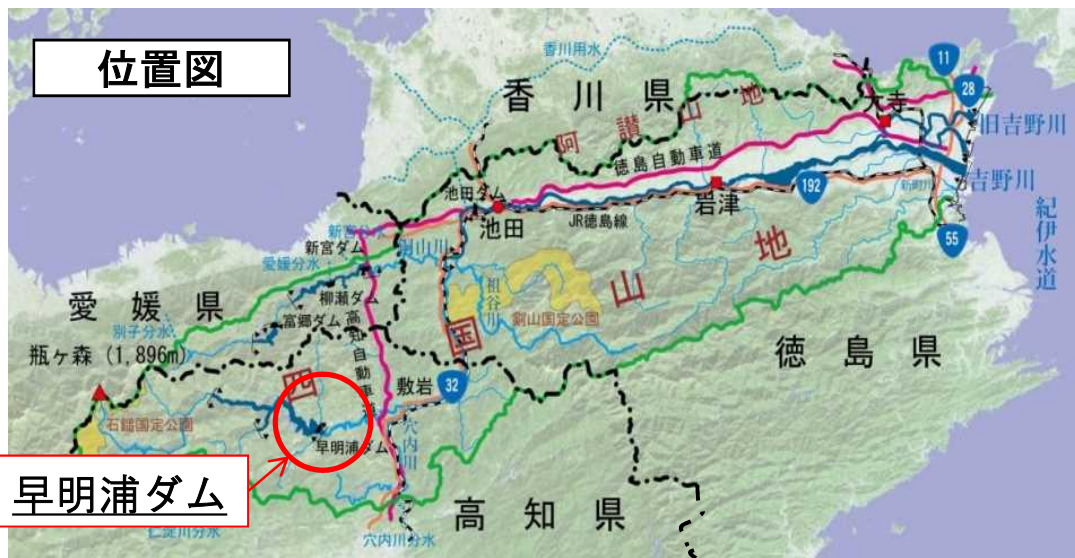 位置図
香川用水
11
28
香川県
大寺
旧吉野川
阿讃山地
徳島自動車道
吉野川
池田ダム
192
新町川
岩津
池田
JR徳島線
紀伊水道
新宮分水
新宮ダム
銅山川
55
愛媛分水
愛媛県
柳瀬ダム
祖谷川
富郷ダム
剣山国定公園
別子分水
高知自動車道
四国山地
徳島県
瓶ヶ森(1,896m)
敷岩
32
石鎚国定公園
早明浦ダム
穴内川
早明浦ダム
高知県
仁淀川分水
穴内川分水